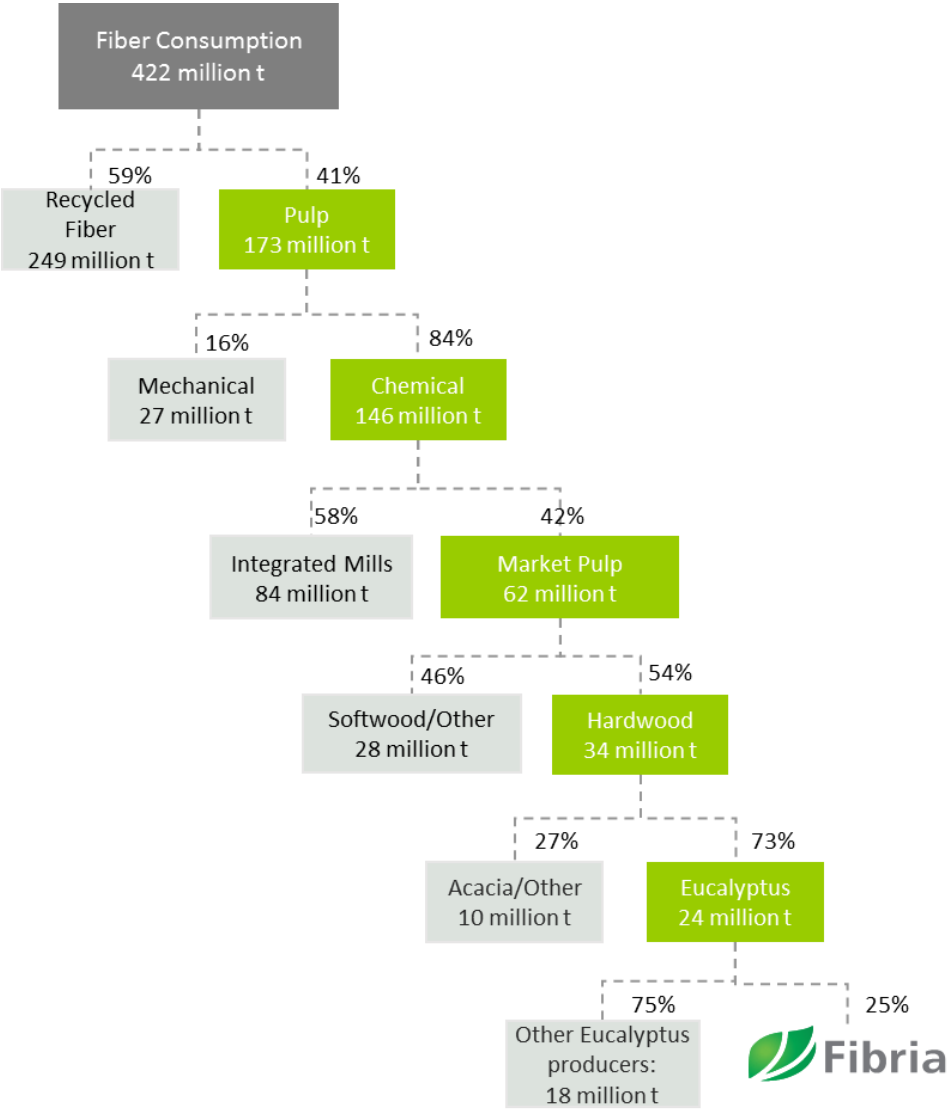 Fiber Consumption
422 million t
59%
41%
Recycled
Fiber
249 million t
Pulp
173 million t
16%
84%
Mechanical
27 million t
Chemical
146 million t
58%
42%
Integrated Mills
84 million t
Market Pulp
62 million t
46%
54%
Softwood/Other
28 million t
Hardwood
34 million t
27%
73%
Acacia/Other
10 million t
Eucalyptus
24 million t
75%
25%
Other Eucalyptus
producers:
18 million t
Fibria